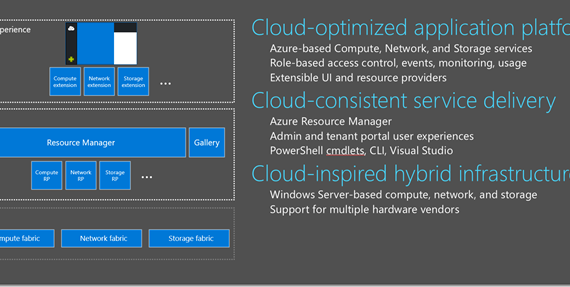 perience
Compute
extension
Network
extension
Storage
extension
...
Resource Manager
Gallery
Compute
RP
Network
RP
Storage
RP
...
mpute fabric
Network fabric
Storage fabric
Cloud-optimized application platfo
Azure-based Compute, Network, and Storage services
Role-based access control, events, monitoring, usage
Extensible UI and resource providers
Cloud-consistent service delivery
Azure Resource Manager
Admin and tenant portal user experiences
PowerShell cmdlets, CLI, Visual Studio
Cloud-inspired hybrid infrastructure
Windows Server-based compute, network, and storage
Support for multiple hardware vendors